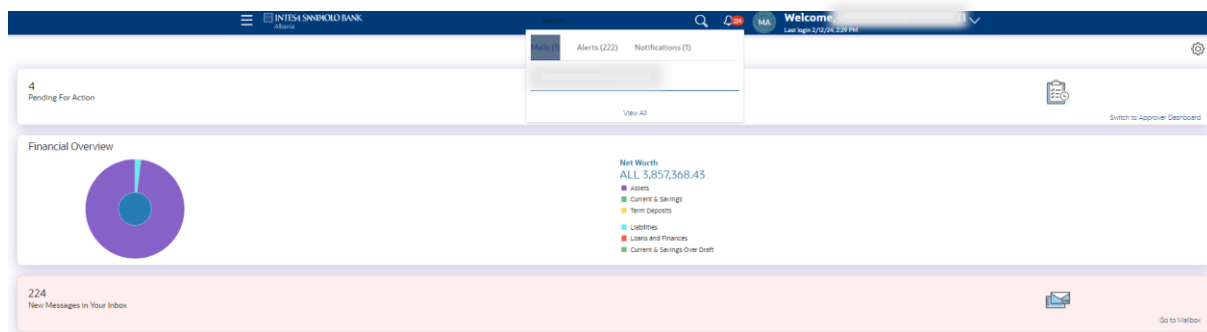 INTESA SANPAOLO BANK
Albania
Search
224
MA
Welcome,
Last login 2/12/24, 2:29 PM
Mails (1)
Alerts (222)
Notifications (1)
View All
4
Pending For Action
Switch to Approver Dashboard
Financial Overview
Net Worth
ALL 3,857,368.43
Assets
Current & Savings
Term Deposits
Liabilities
Loans and Finances
Current & Savings Over Draft
224
New Messages in Your Inbox
Go to Mailbox